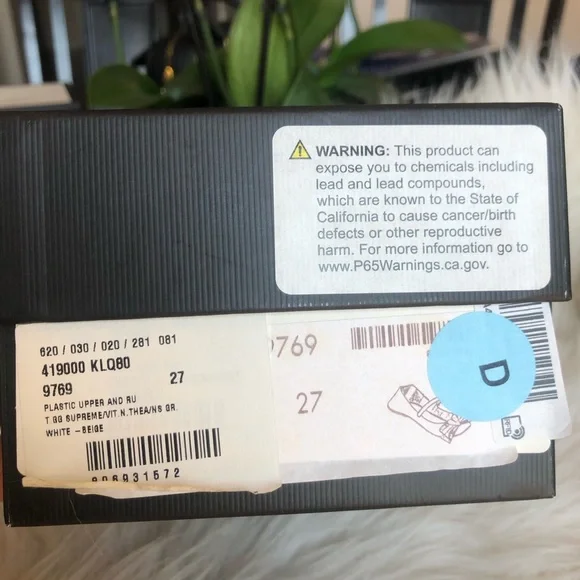 WARNING: This product can
expose you to chemicals including
lead and lead compounds,
which are known to the State of
California to cause cancer/birth
defects or other reproductive
harm. For more information go to
www.P65Warnings.ca.gov.
620 / 030 / 020 / 281 081
419000 KLQ80
9769 27
PLASTIC UPPER AND RU
T.GG SUPREME/VIT.N.THEA/NS GR.
WHITE -BEIGE
908931572
9769
27
D